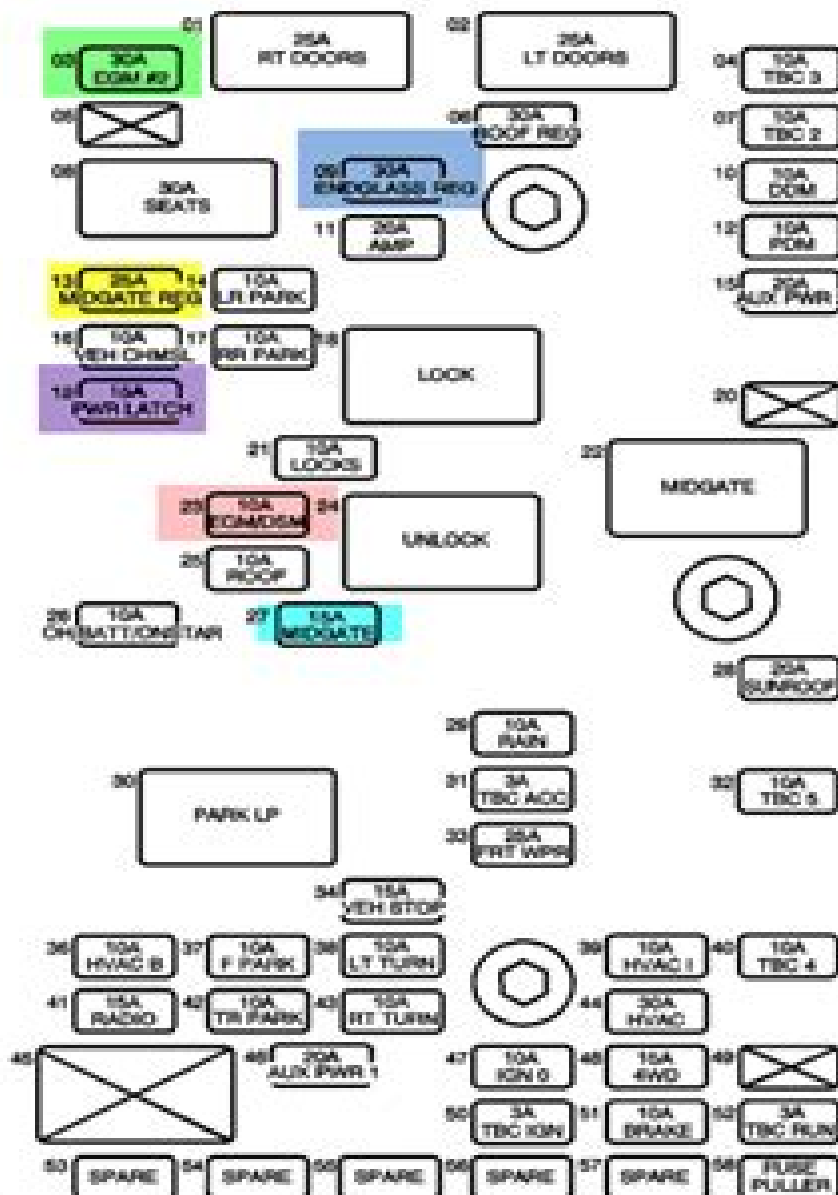 01
25A
RT DOORS
02
25A
LT DOORS
03
30A
EGM #2
04
10A
TBC 3
05
06
30A
ROOF REG
07
10A
TBC 2
08
30A
SEATS
09
30A
ENDGLASS REG
10
10A
DDM
11
20A
AMP
12
10A
PDM
13
25A
MIDGATE REG
14
10A
LR PARK
15
20A
AUX PWR
16
10A
VEH CHMSL
17
10A
RR PARK
18
LOCK
19
15A
PWR LATCH
20
21
10A
LOCKS
22
MIDGATE
23
10A
EGM/DSM
24
UNLOCK
25
10A
ROOF
26
10A
OH BATT/ONSTAR
27
15A
MIDGATE
28
20A
SUNROOF
29
10A
RAIN
30
PARK LP
31
3A
TBC ACC
32
10A
TBC 5
33
25A
FRT WPR
34
15A
VEH STOP
36
10A
HVAC B
37
10A
F PARK
38
10A
LT TURN
39
10A
HVAC I
40
10A
TBC 4
41
15A
RADIO
42
10A
TR PARK
43
10A
RT TURN
44
30A
HVAC
45
46
20A
AUX PWR 1
47
10A
IGN 0
48
15A
4WD
49
50
3A
TBC IGN
51
10A
BRAKE
52
3A
TBC RUN
53
SPARE
54
SPARE
55
SPARE
56
SPARE
57
SPARE
58
FUSE
PULLER